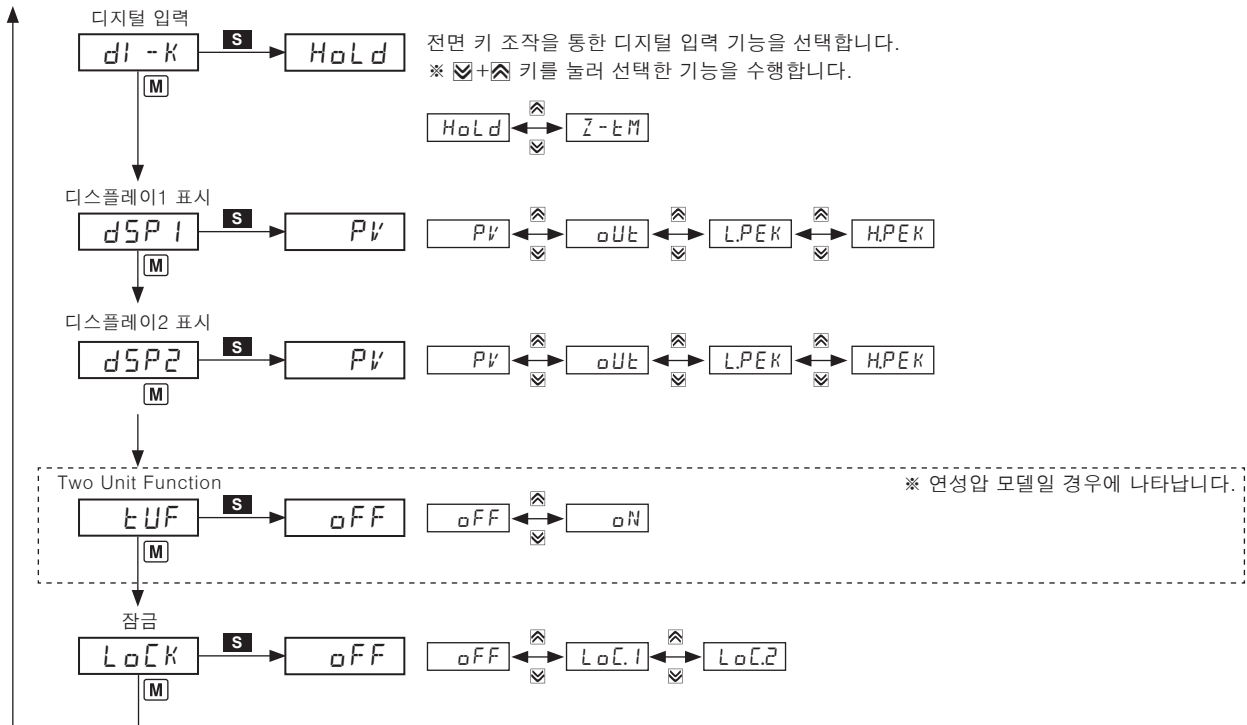 디지털 입력
dI -K S HoLd 전면 키 조작을 통한 디지털 입력 기능을 선택합니다.
M ※ + 키를 눌러 선택한 기능을 수행합니다.
HoLd Z-tM
디스플레이1 표시
dSP1 S PV PV oUt L.PEK H.PEK
M
디스플레이2 표시
dSP2 S PV PV oUt L.PEK H.PEK
M
Two Unit Function ※ 연성압 모델일 경우에 나타납니다.
tUF S oFF oFF oN
M
잠금
LoCK S oFF oFF LoC.1 LoC.2
M